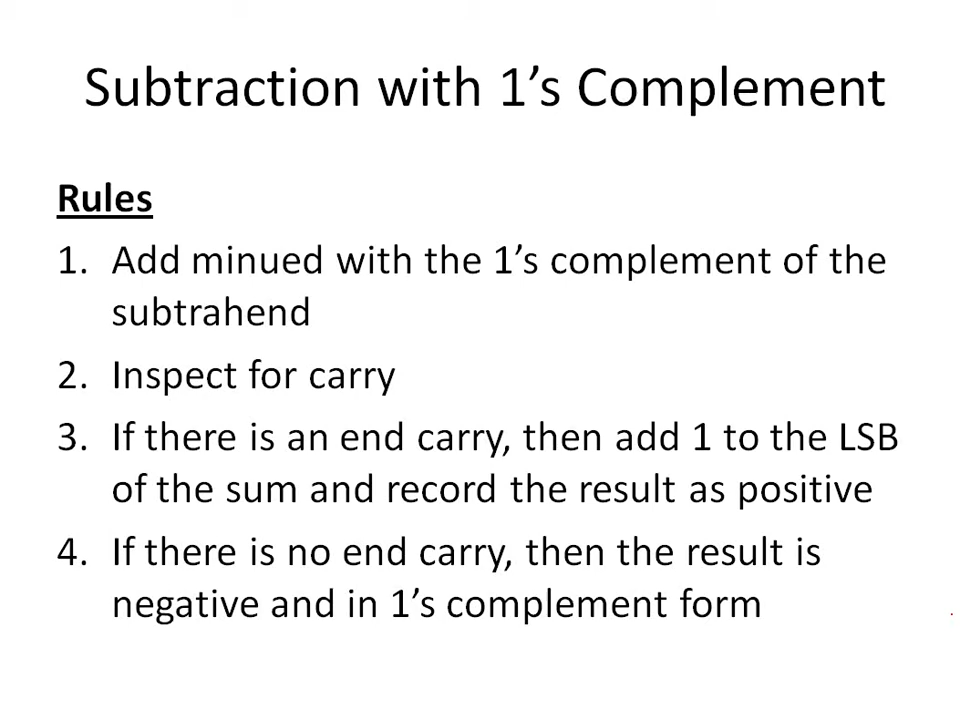 Subtraction with 1’s Complement
Rules
1. Add minued with the 1’s complement of the
subtrahend
2. Inspect for carry
3. If there is an end carry, then add 1 to the LSB
of the sum and record the result as positive
4. If there is no end carry, then the result is
negative and in 1’s complement form